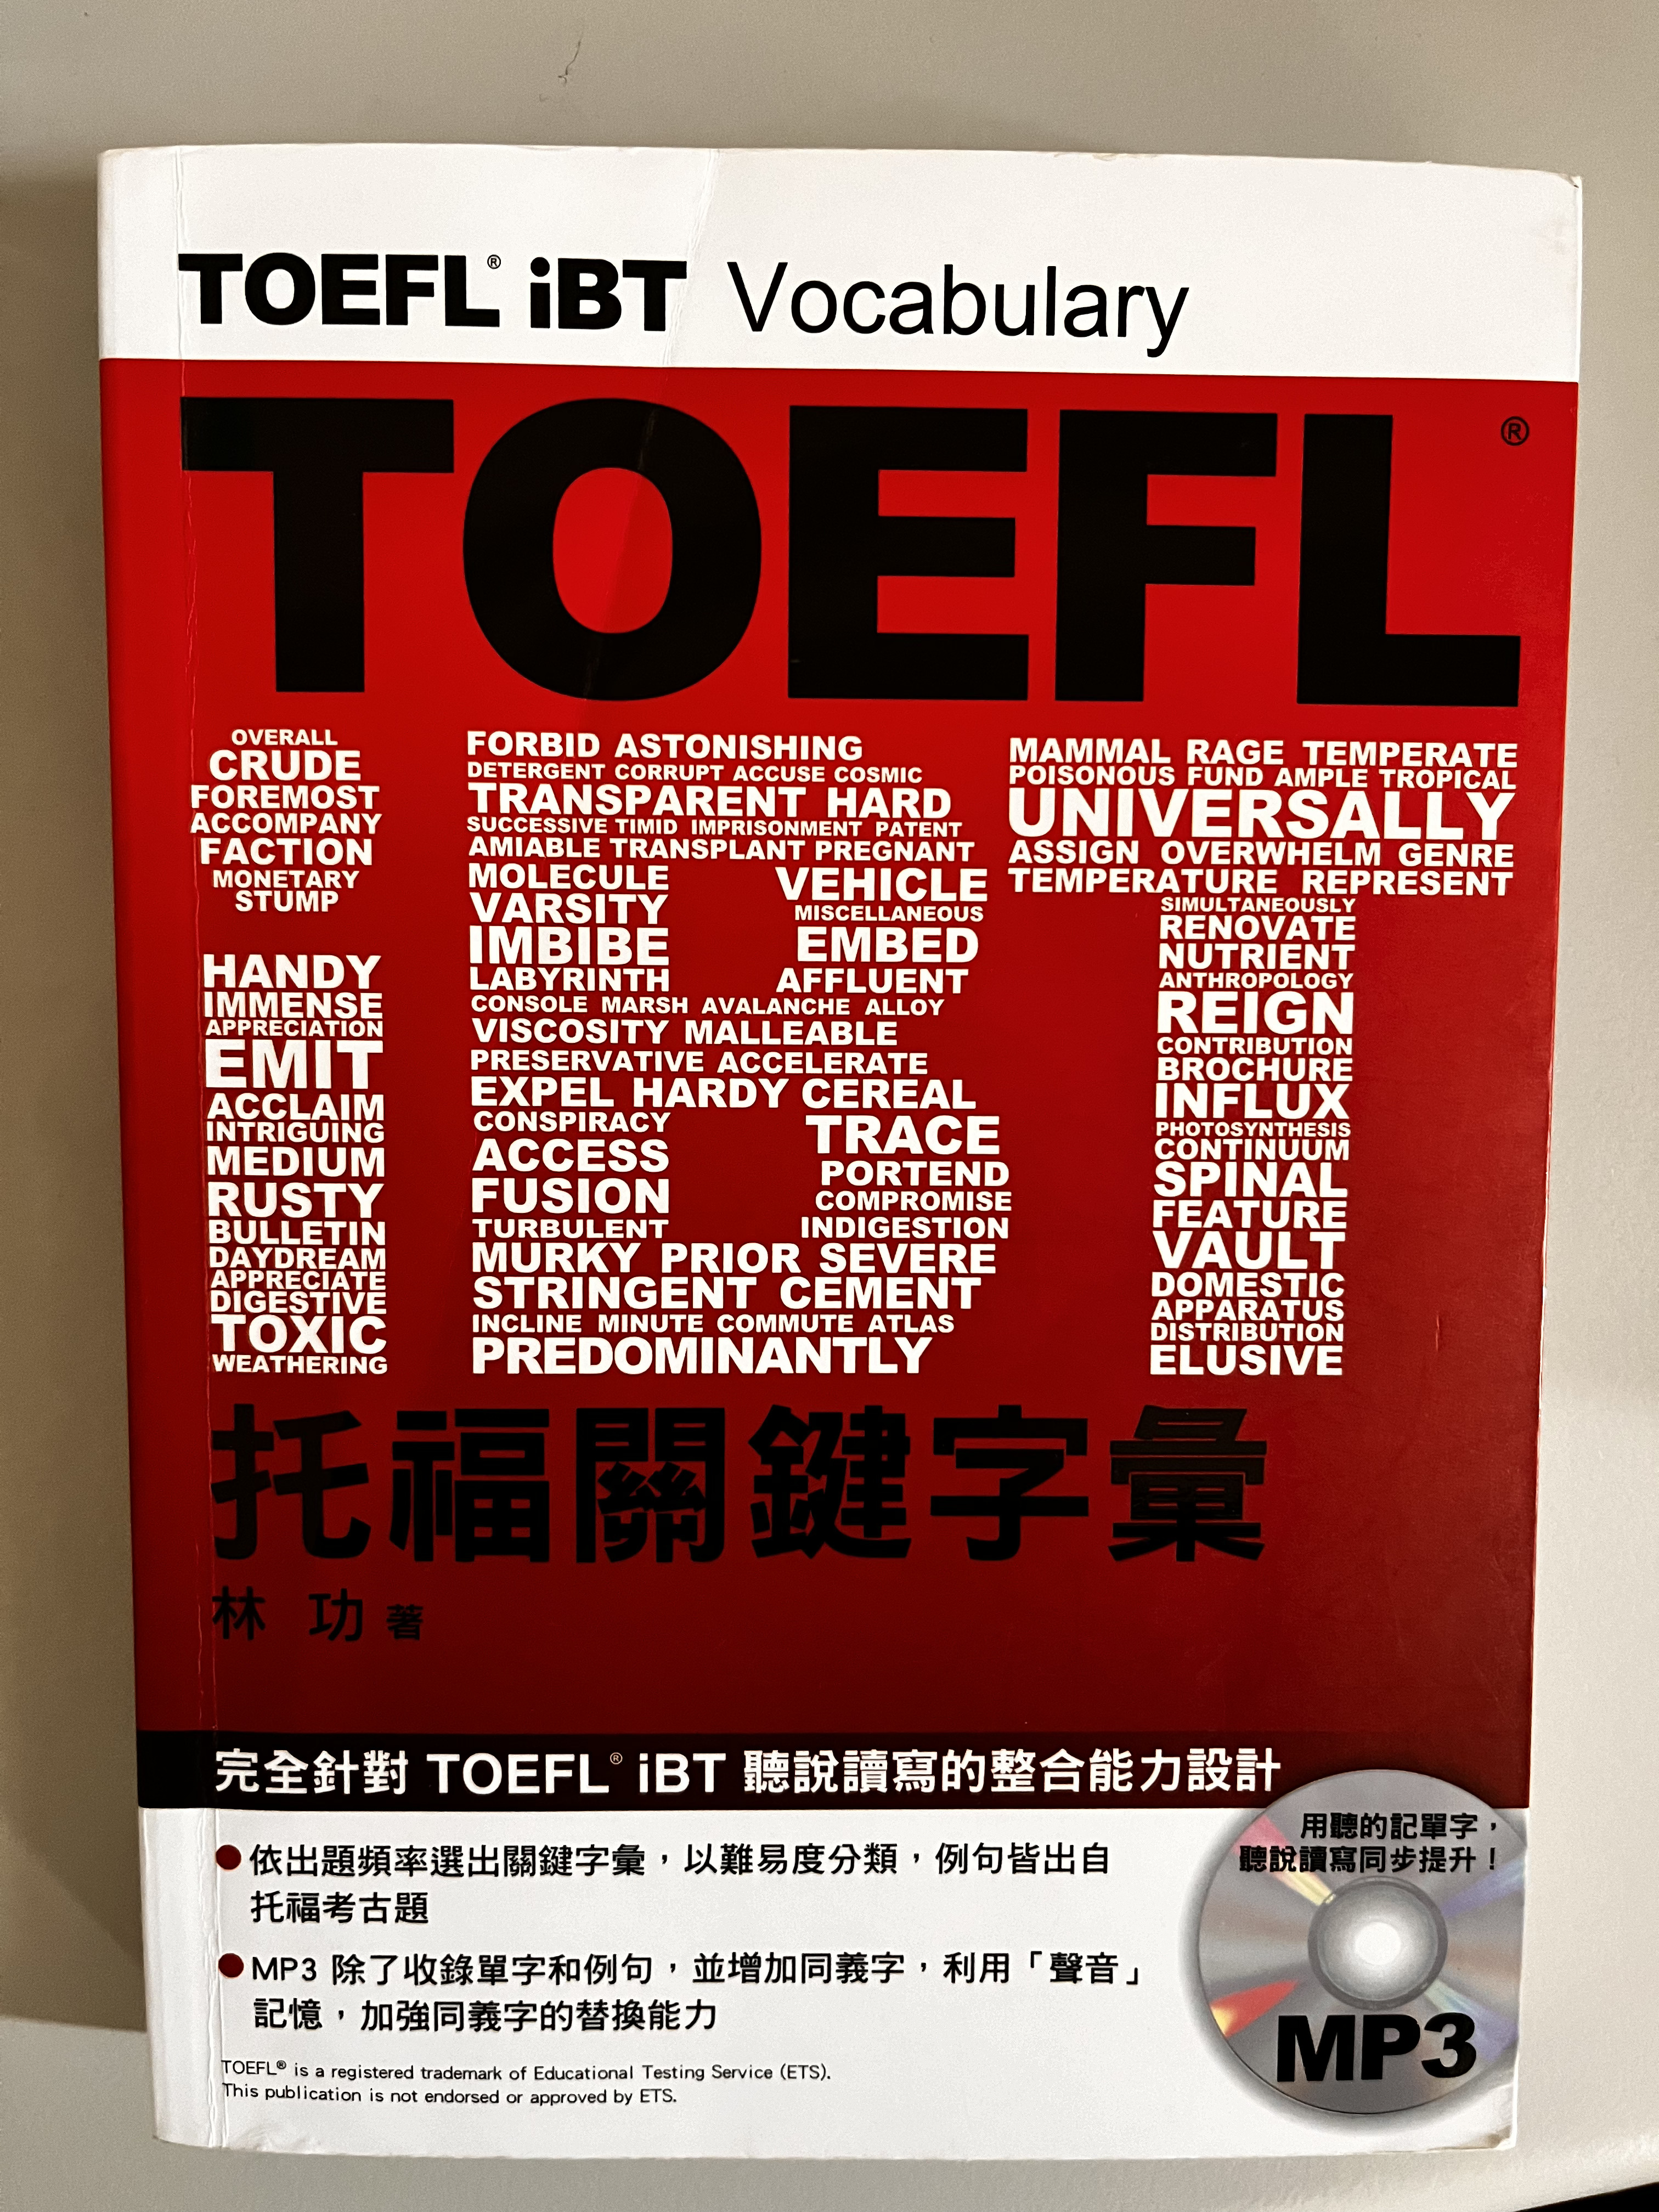 TOEFL® iBT Vocabulary
TOEFL®
OVERALL
CRUDE
FOREMOST
ACCOMPANY
FACTION
MONETARY
STUMP
HANDY
IMMENSE
APPRECIATION
EMIT
ACCLAIM
INTRIGUING
MEDIUM
RUSTY
BULLETIN
DAYDREAM
APPRECIATE
DIGESTIVE
TOXIC
WEATHERING
FORBID ASTONISHING
DETERGENT CORRUPT ACCUSE COSMIC
TRANSPARENT HARD
SUCCESSIVE TIMID IMPRISONMENT PATENT
AMIABLE TRANSPLANT PREGNANT
MOLECULE VEHICLE
VARSITY MISCELLANEOUS
IMBIBE EMBED
LABYRINTH AFFLUENT
CONSOLE MARSH AVALANCHE ALLOY
VISCOSITY MALLEABLE
PRESERVATIVE ACCELERATE
EXPEL HARDY CEREAL
CONSPIRACY TRACE
ACCESS PORTEND
FUSION COMPROMISE
TURBULENT INDIGESTION
MURKY PRIOR SEVERE
STRINGENT CEMENT
INCLINE MINUTE COMMUTE ATLAS
PREDOMINANTLY
MAMMAL RAGE TEMPERATE
POISONOUS FUND AMPLE TROPICAL
UNIVERSALLY
ASSIGN OVERWHELM GENRE
TEMPERATURE REPRESENT
SIMULTANEOUSLY
RENOVATE
NUTRIENT
ANTHROPOLOGY
REIGN
CONTRIBUTION
BROCHURE
INFLUX
PHOTOSYNTHESIS
CONTINUUM
SPINAL
FEATURE
VAULT
DOMESTIC
APPARATUS
DISTRIBUTION
ELUSIVE
托福關鍵字彙
林 功 著
完全針對 TOEFL® iBT 聽說讀寫的整合能力設計
用聽的記單字，
聽說讀寫同步提升！
MP3
●依出題頻率選出關鍵字彙，以難易度分類，例句皆出自
托福考古題
●MP3 除了收錄單字和例句，並增加同義字，利用「聲音」
記憶，加強同義字的替換能力
TOEFL® is a registered trademark of Educational Testing Service (ETS).
This publication is not endorsed or approved by ETS.